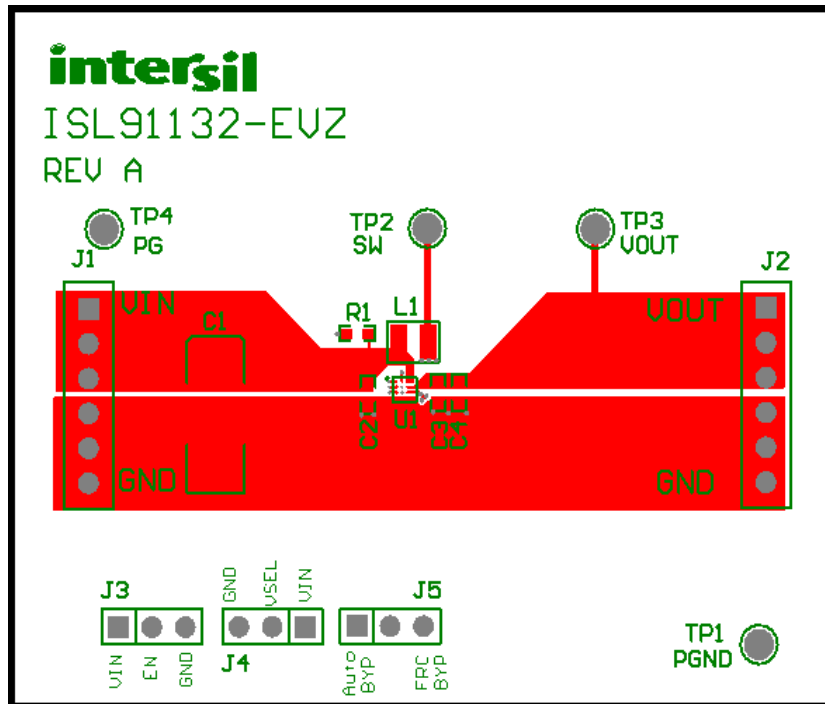 intersil
ISL91132-EVZ
REV A
TP4
PG
TP2
SW
TP3
VOUT
J1
J2
VIN
C1
R1
L1
VOUT
C2
U1
C3
C4
GND
GND
J3
VIN
EN
GND
GND
VSEL
VIN
J4
J5
Auto
BYP
FRC
BYP
TP1
PGND